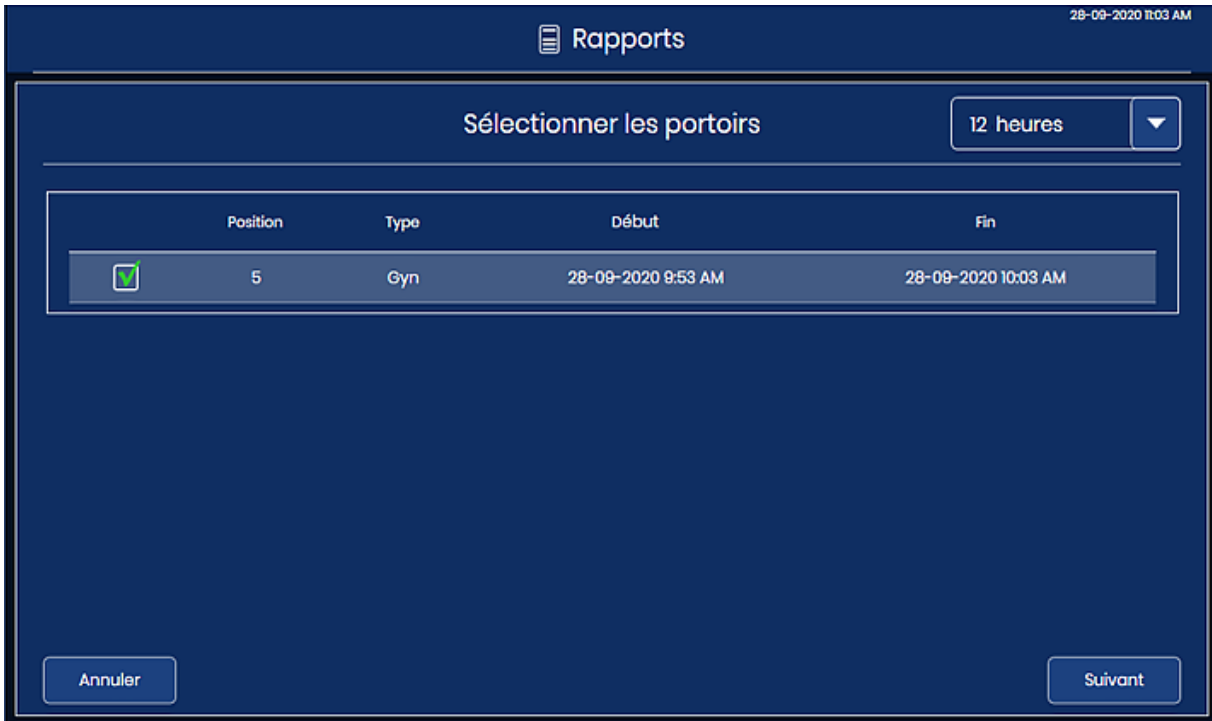 28-09-2020 11:03 AM
Rapports
Sélectionner les portoirs
12 heures
Position Type Début Fin
5 Gyn 28-09-2020 9:53 AM 28-09-2020 10:03 AM
Annuler Suivant